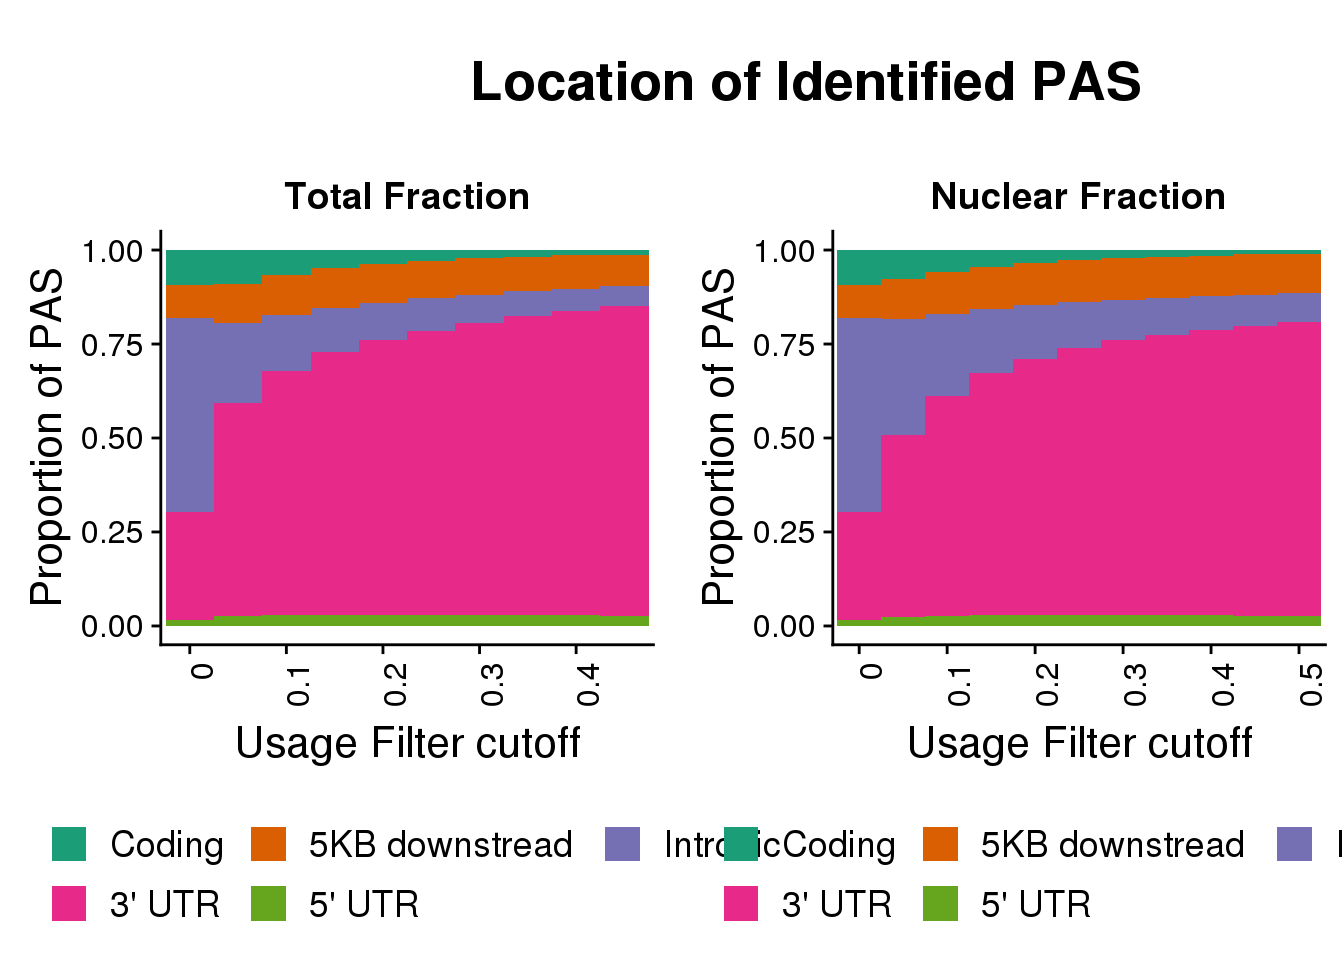 Location of Identified PAS
Total Fraction
Proportion of PAS
1.00
0.75
0.50
0.25
0.00
0
0.1
0.2
0.3
0.4
Usage Filter cutoff
Nuclear Fraction
Proportion of PAS
1.00
0.75
0.50
0.25
0.00
0
0.1
0.2
0.3
0.4
0.5
Usage Filter cutoff
Coding 5KB downstread
3' UTR 5' UTR
Coding 5KB downstread
3' UTR 5' UTR